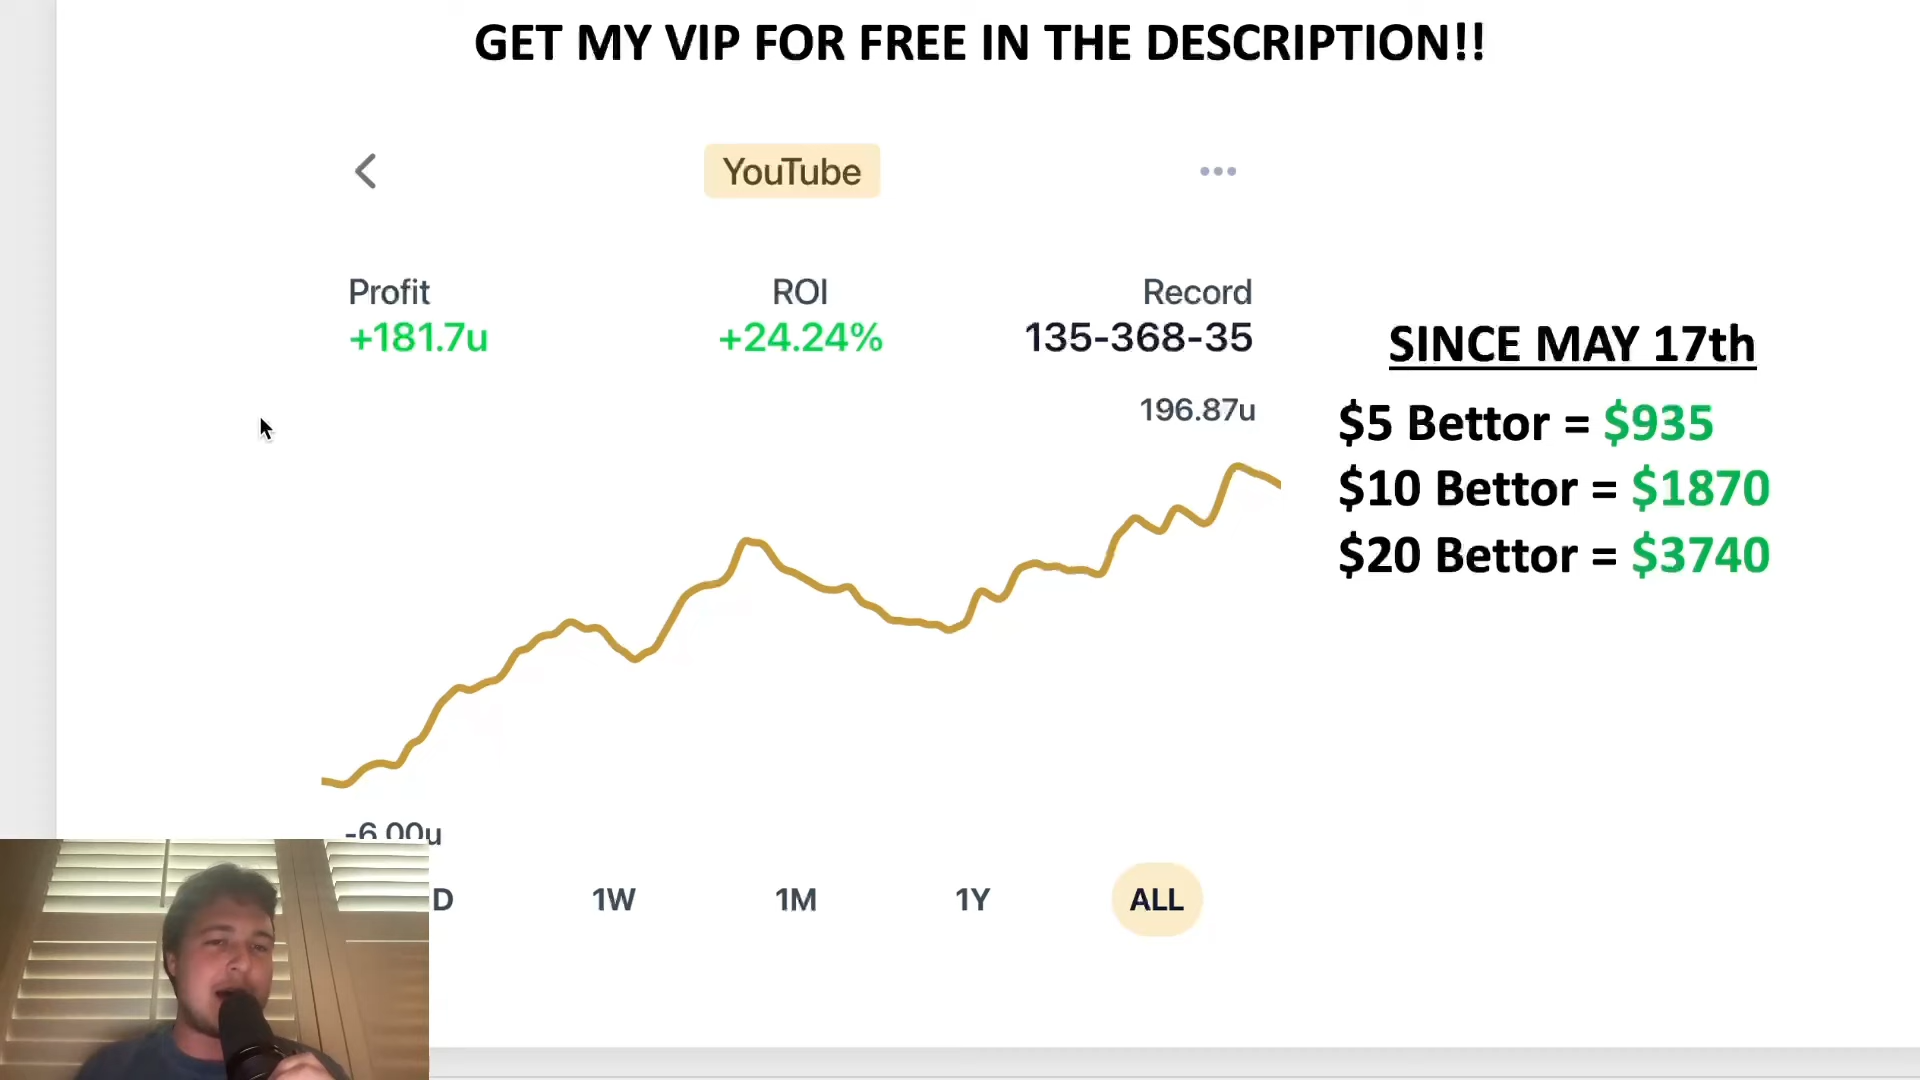 GET MY VIP FOR FREE IN THE DESCRIPTION!!
YouTube
Profit ROI Record
+181.7u +24.24% 135-368-35
SINCE MAY 17th
196.87u
$5 Bettor = $935
$10 Bettor = $1870
$20 Bettor = $3740
-6.00u
D 1W 1M 1Y ALL